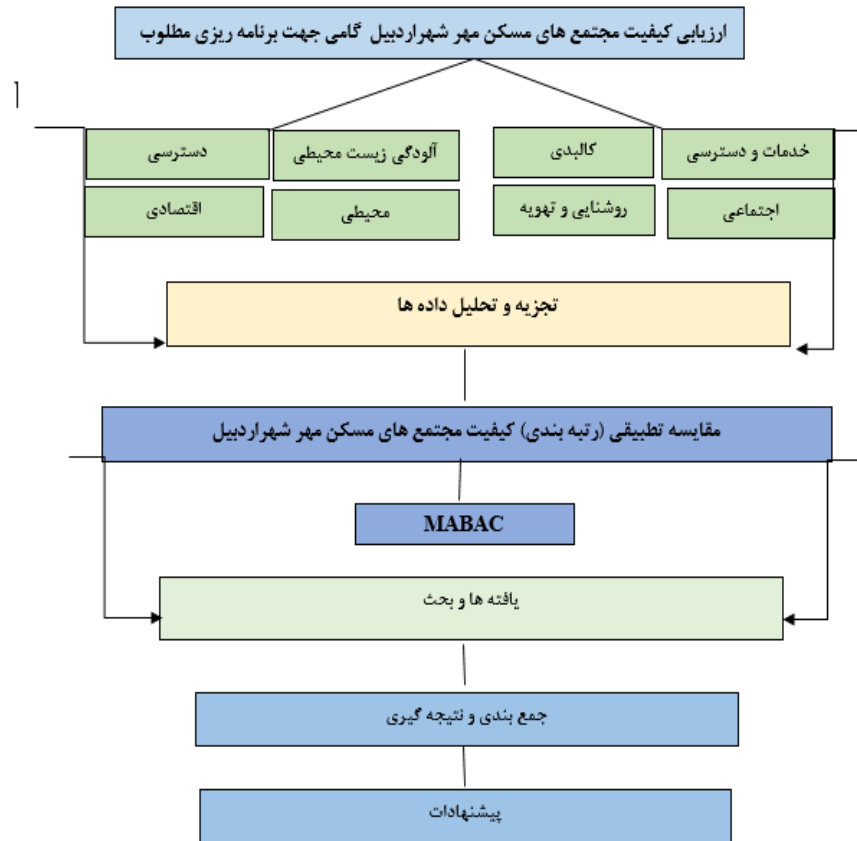 ارزیابی کیفیت مجتمع های مسکن مهر شهراردبیل گامی جهت برنامه ریزی مطلوب
خدمات و دسترسی
کالبدی
آلودگی زیست محیطی
دسترسی
اجتماعی
روشنایی و تهویه
محیطی
اقتصادی
تجزیه و تحلیل داده ها
مقایسه تطبیقی (رتبه بندی) کیفیت مجتمع های مسکن مهر شهراردبیل
MABAC
یافته ها و بحث
جمع بندی و نتیجه گیری
پیشنهادات